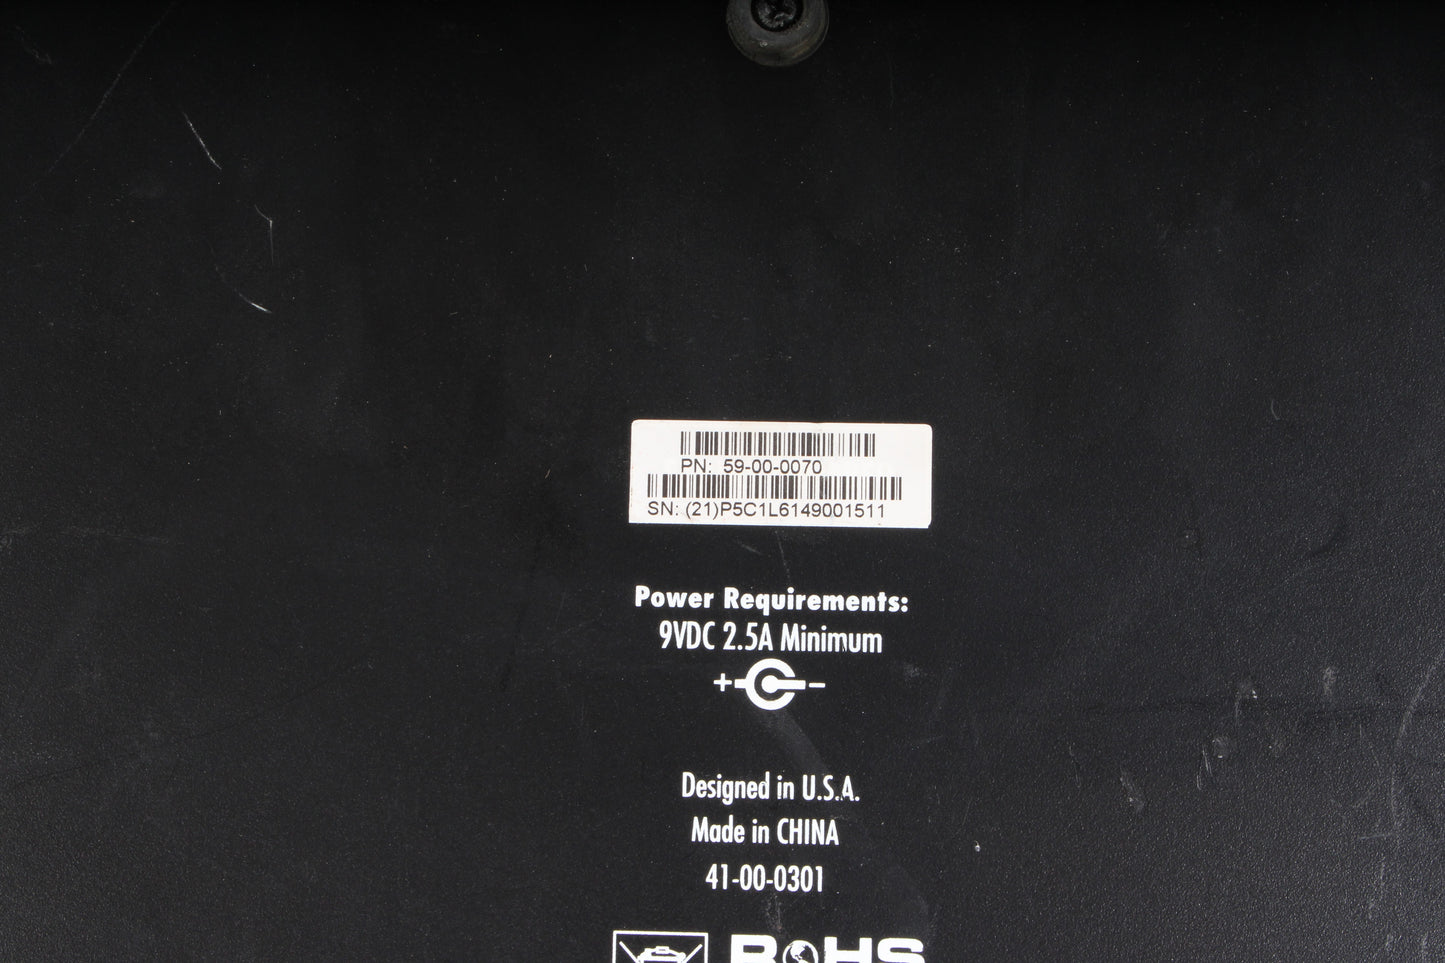 PN: 59-00-0070
SN: (21)P5C1L6149001511
Power Requirements:
9VDC 2.5A Minimum
+ -
Designed in U.S.A.
Made in CHINA
41-00-0301
RoHS